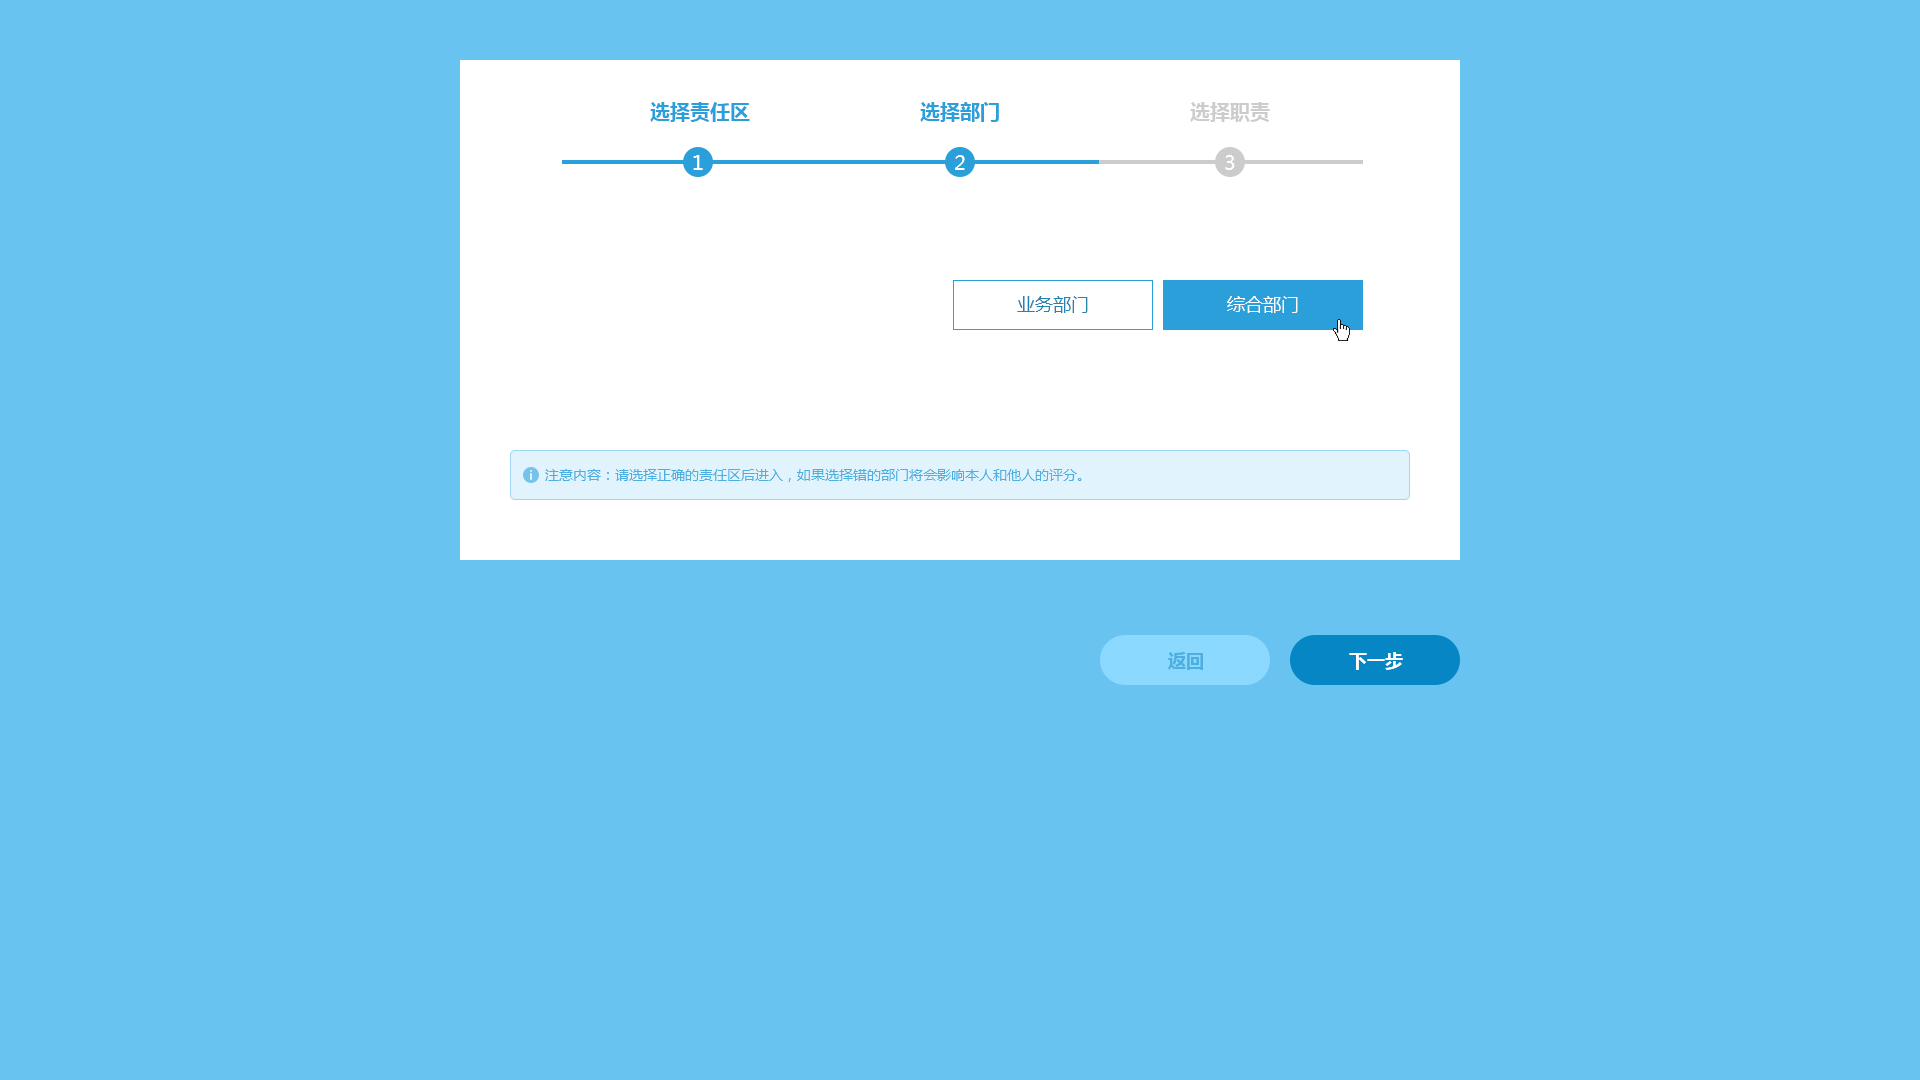 选择责任区
选择部门
选择职责
1
2
3
业务部门
综合部门
注意内容：请选择正确的责任区后进入，如果选择错的部门将会影响本人和他人的评分。
返回
下一步